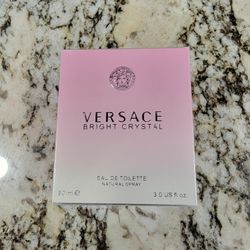 VERSACE
BRIGHT CRYSTAL
EAU DE TOILETTE
NATURAL SPRAY
90 ml e 3.0 US fl.oz.